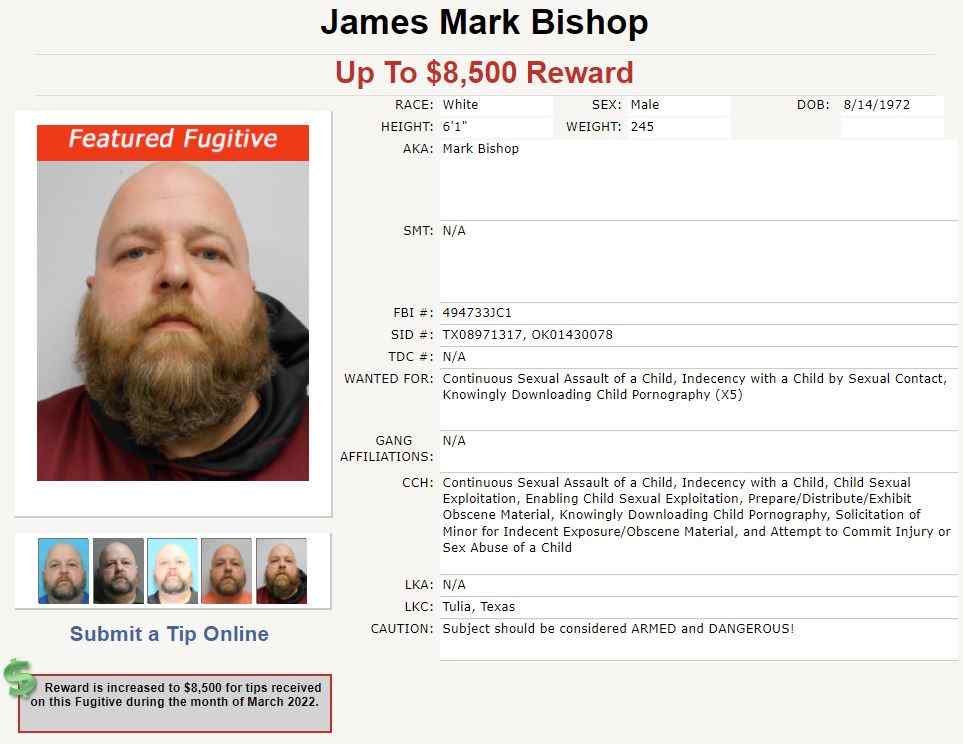 James Mark Bishop
Up To $8,500 Reward
Featured Fugitive
RACE: White SEX: Male DOB: 8/14/1972
HEIGHT: 6'1" WEIGHT: 245
AKA: Mark Bishop
SMT: N/A
FBI #: 494733JC1
SID #: TX08971317, OK01430078
TDC #: N/A
WANTED FOR: Continuous Sexual Assault of a Child, Indecency with a Child by Sexual Contact,
Knowingly Downloading Child Pornography (X5)
GANG
AFFILIATIONS: N/A
CCH: Continuous Sexual Assault of a Child, Indecency with a Child, Child Sexual
Exploitation, Enabling Child Sexual Exploitation, Prepare/Distribute/Exhibit
Obscene Material, Knowingly Downloading Child Pornography, Solicitation of
Minor for Indecent Exposure/Obscene Material, and Attempt to Commit Injury or
Sex Abuse of a Child
LKA: N/A
LKC: Tulia, Texas
CAUTION: Subject should be considered ARMED and DANGEROUS!
Submit a Tip Online
$
Reward is increased to $8,500 for tips received
on this Fugitive during the month of March 2022.